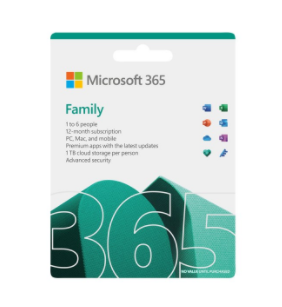 Microsoft 365
Family
1 to 6 people
12-month subscription
PC, Mac, and mobile
Premium apps with the latest updates
1 TB cloud storage per person
Advanced security
365